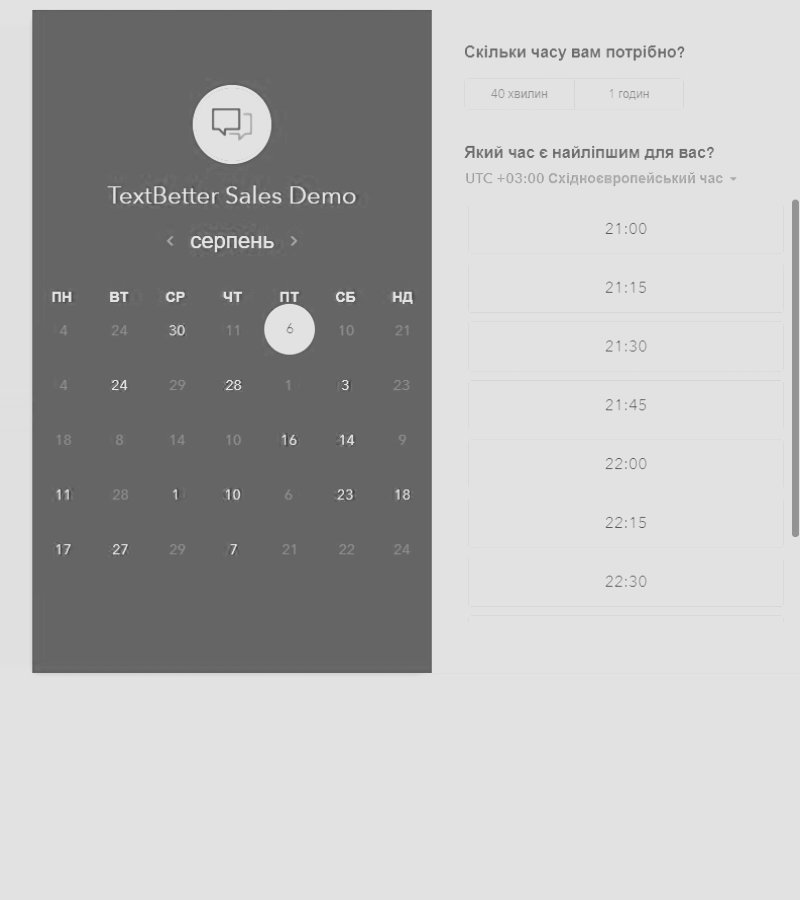 TextBetter Sales Demo
серпень
ПН ВТ СР ЧТ ПТ СБ НД
4 24 30 11 6 10 21
4 24 29 28 1 3 23
18 8 14 10 16 14 9
11 28 1 10 6 23 18
17 27 29 7 21 22 24
Скільки часу вам потрібно?
40 хвилин 1 годин
Який час є найліпшим для вас?
UTC +03:00 Східноєвропейський час
21:00
21:15
21:30
21:45
22:00
22:15
22:30